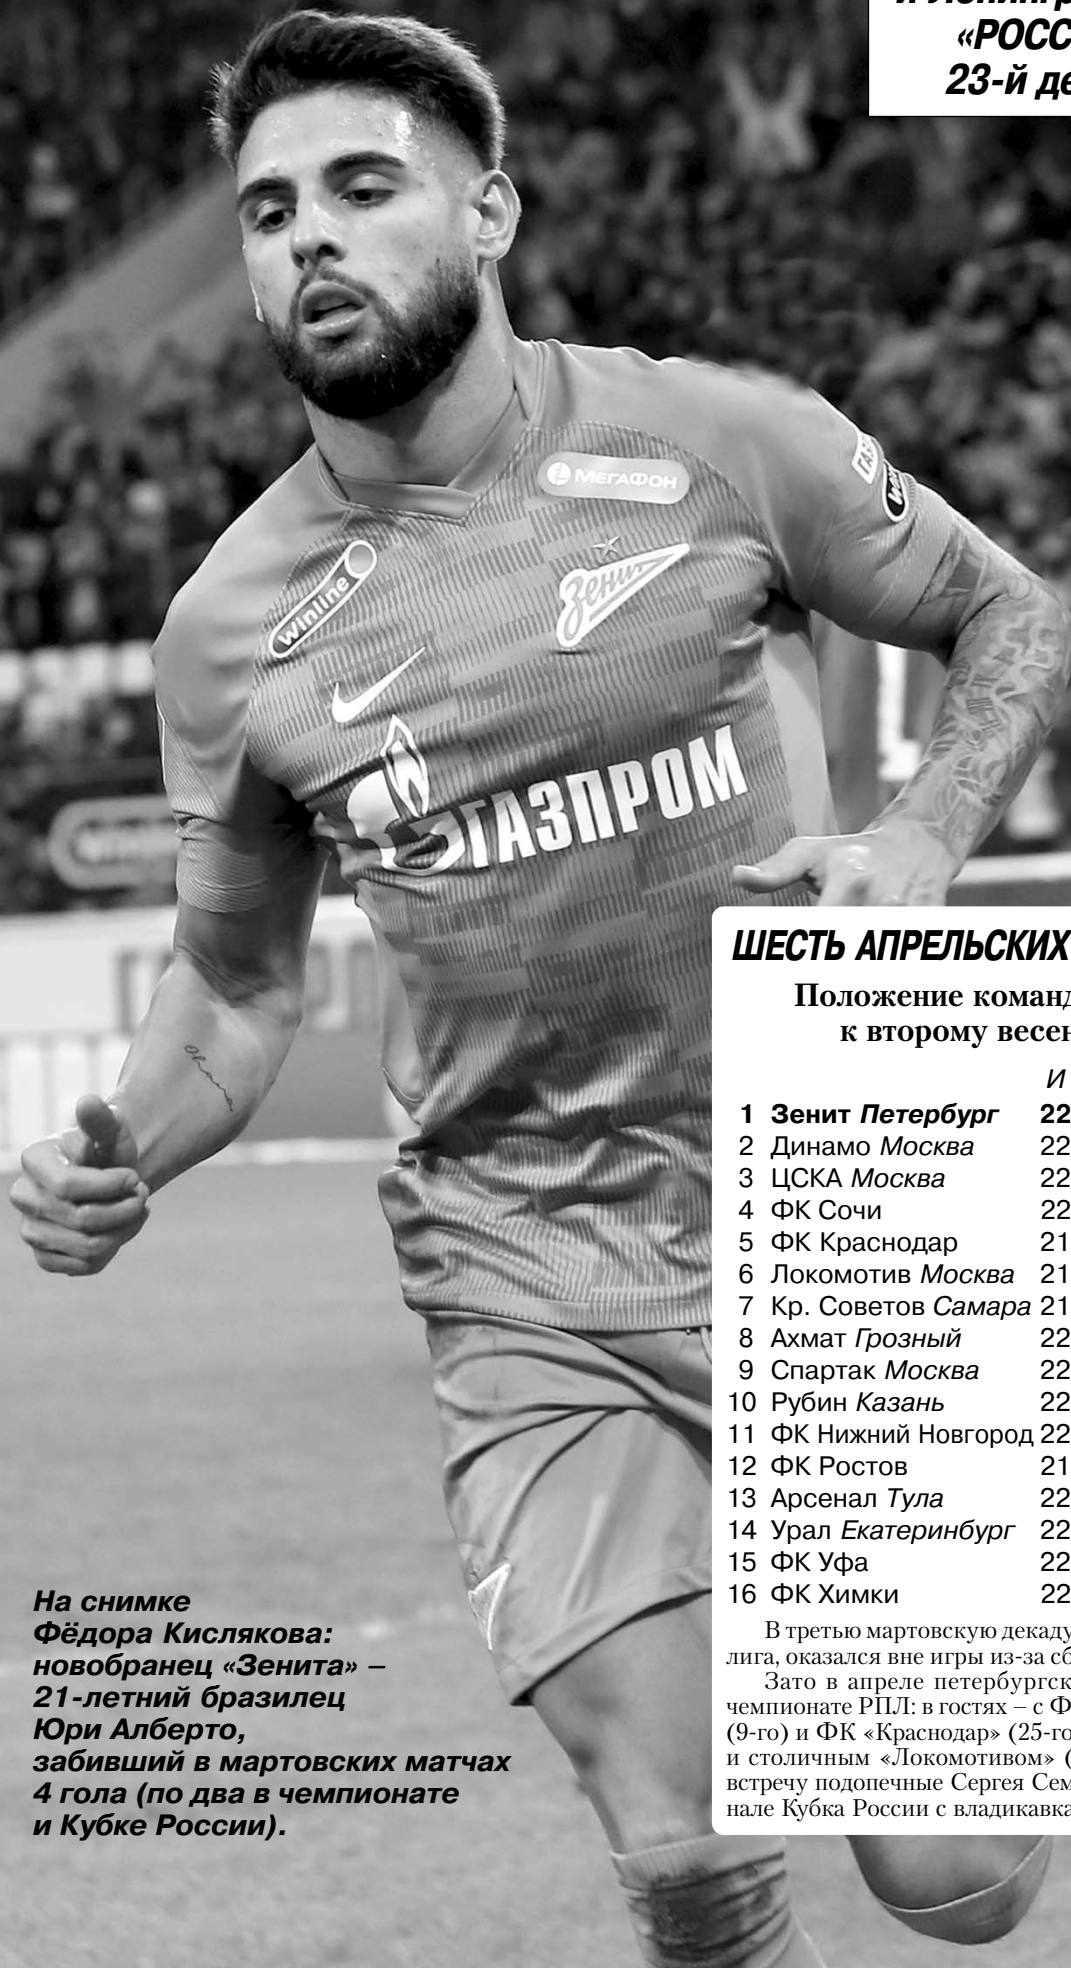 «РОСС
23-й де
МЕГАФОН
ГАЗ
winline
Зенит
ГАЗПРОМ
Ohana
ШЕСТЬ АПРЕЛЬСКИХ
Положение команд
к второму весен
И
1 Зенит Петербург 22
2 Динамо Москва 22
3 ЦСКА Москва 22
4 ФК Сочи 22
5 ФК Краснодар 21
6 Локомотив Москва 21
7 Кр. Советов Самара 21
8 Ахмат Грозный 22
9 Спартак Москва 22
10 Рубин Казань 22
11 ФК Нижний Новгород 22
12 ФК Ростов 21
13 Арсенал Тула 22
14 Урал Екатеринбург 22
15 ФК Уфа 22
16 ФК Химки 22
В третью мартовскую декаду
лига, оказался вне игры из-за сб
Зато в апреле петербургск
чемпионате РПЛ: в гостях – с Ф
(9-го) и ФК «Краснодар» (25-го
и столичным «Локомотивом» (
встречу подопечные Сергея Сем
нале Кубка России с владикавка
На снимке
Фёдора Кислякова:
новобранец «Зенита» –
21-летний бразилец
Юри Алберто,
забивший в мартовских матчах
4 гола (по два в чемпионате
и Кубке России).